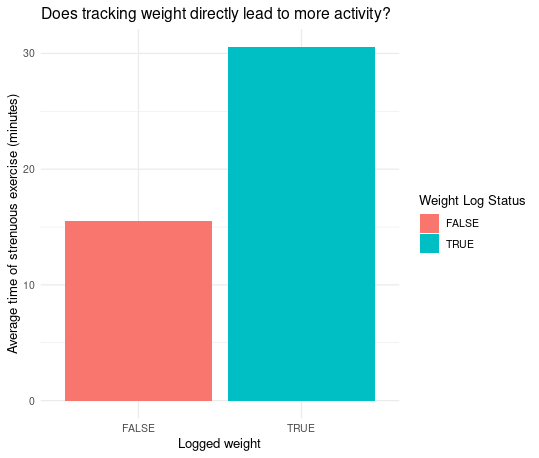 Does tracking weight directly lead to more activity?
Average time of strenuous exercise (minutes)
30
20
10
0
FALSE
TRUE
Logged weight
Weight Log Status
FALSE
TRUE